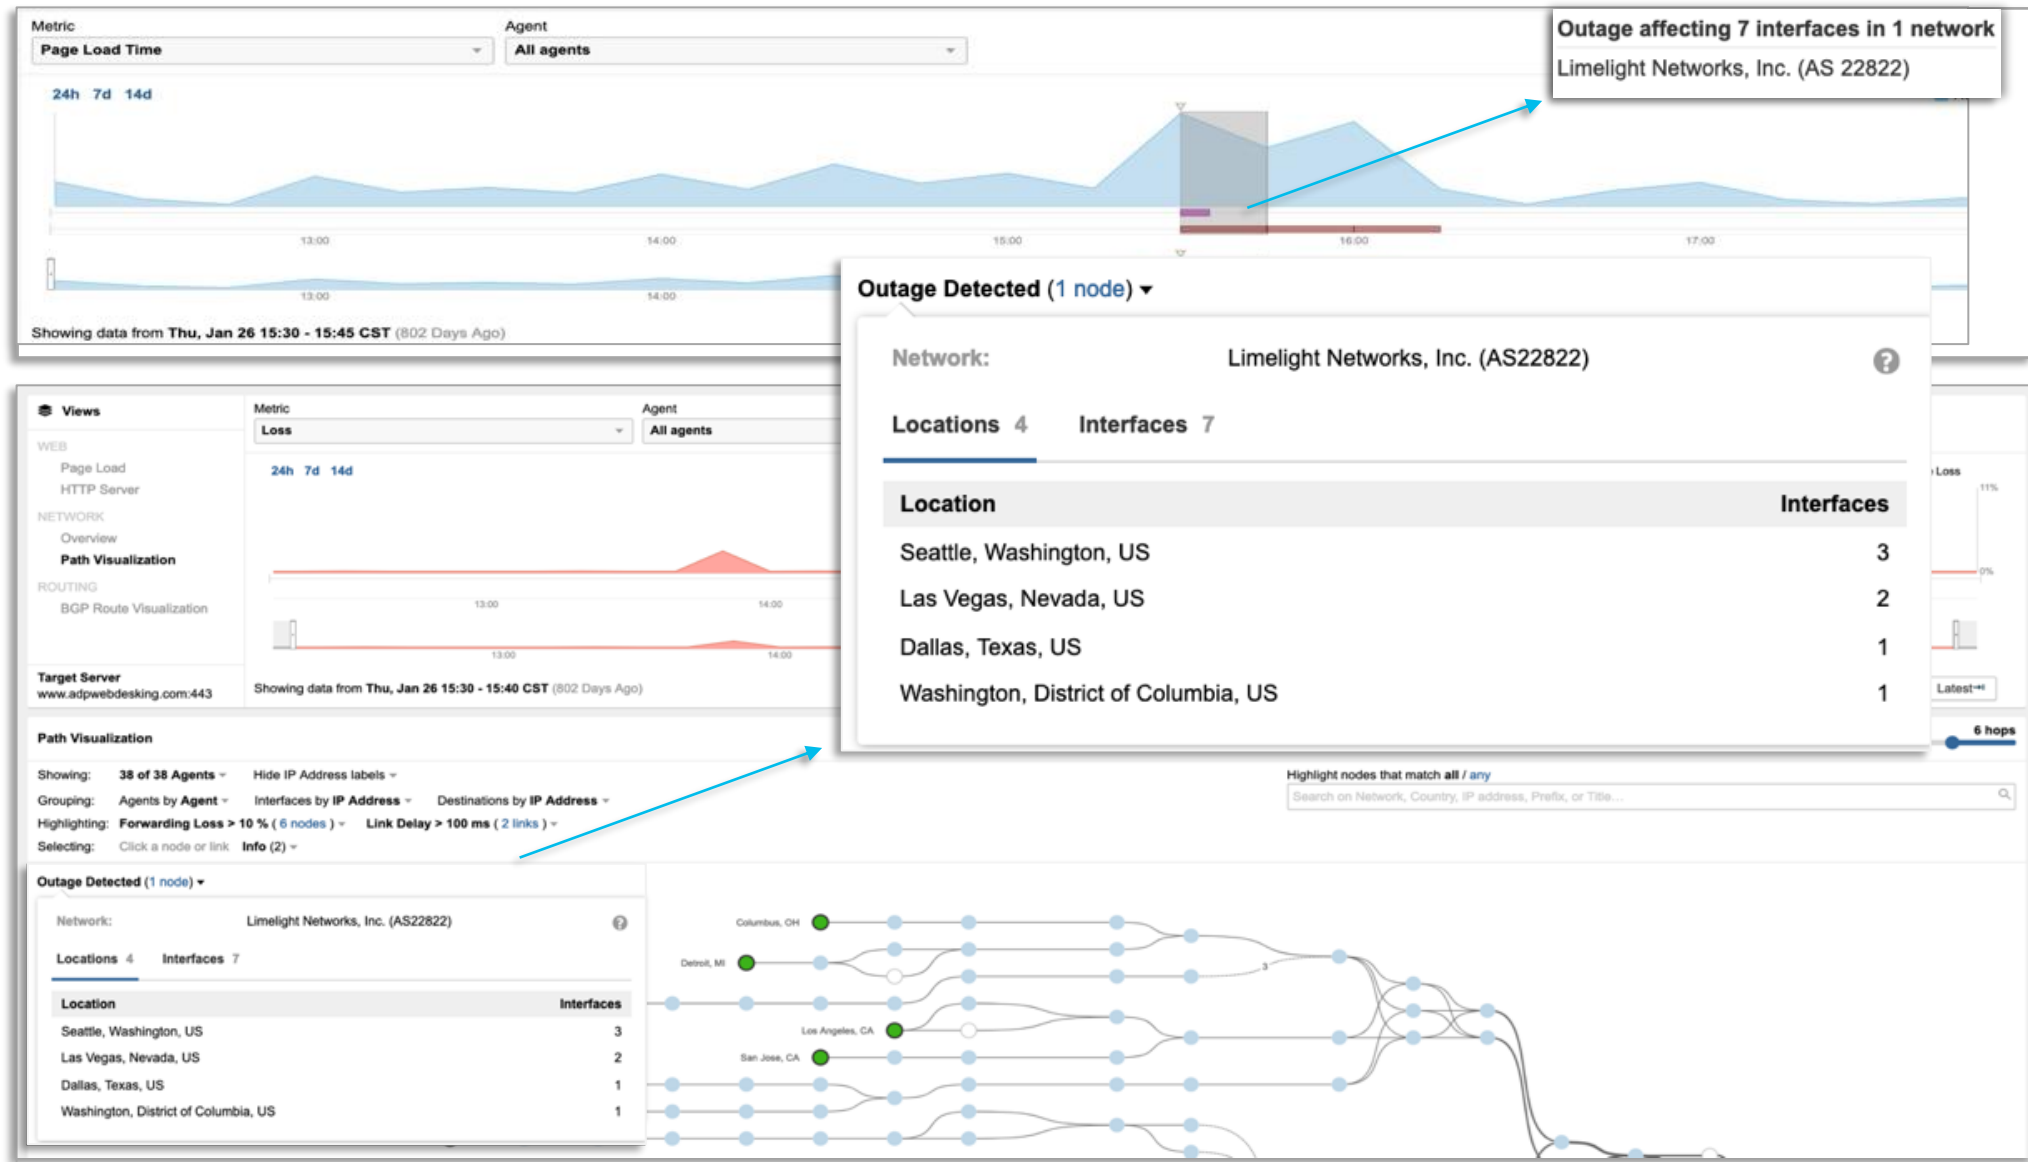 Metric
Agent
Page Load Time
All agents
24h 7d 14d
Outage affecting 7 interfaces in 1 network
Limelight Networks, Inc. (AS 22822)
13:00
14:00
15:00
16:00
17:00
13:00
14:00
Showing data from Thu, Jan 26 15:30 - 15:45 CST (802 Days Ago)
Outage Detected (1 node)
Network: Limelight Networks, Inc. (AS22822) ?
Locations 4 Interfaces 7
Location Interfaces
Seattle, Washington, US 3
Las Vegas, Nevada, US 2
Dallas, Texas, US 1
Washington, District of Columbia, US 1
Views
WEB
Page Load
HTTP Server
NETWORK
Overview
Path Visualization
ROUTING
BGP Route Visualization
Target Server
www.adpwebdesking.com:443
Metric
Agent
Loss
All agents
24h 7d 14d
Loss
11%
0%
13:00
14:00
13:00
14:00
Showing data from Thu, Jan 26 15:30 - 15:40 CST (802 Days Ago)
Latest
Path Visualization
6 hops
Showing: 38 of 38 Agents Hide IP Address labels
Grouping: Agents by Agent Interfaces by IP Address Destinations by IP Address
Highlighting: Forwarding Loss > 10 % ( 6 nodes ) Link Delay > 100 ms ( 2 links )
Selecting: Click a node or link Info (2)
Highlight nodes that match all / any
Search on Network, Country, IP address, Prefix, or Title...
Outage Detected (1 node)
Network: Limelight Networks, Inc. (AS22822) ?
Locations 4 Interfaces 7
Location Interfaces
Seattle, Washington, US 3
Las Vegas, Nevada, US 2
Dallas, Texas, US 1
Washington, District of Columbia, US 1
Columbus, OH
Detroit, MI
3
Los Angeles, CA
San Jose, CA